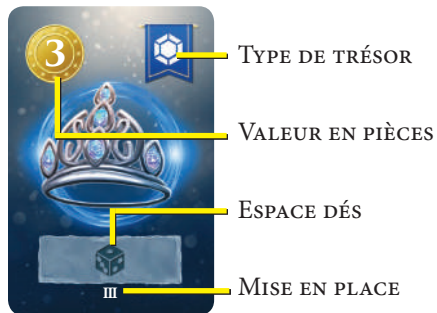 3
Type de trésor
Valeur en pièces
Espace dés
III
Mise en place